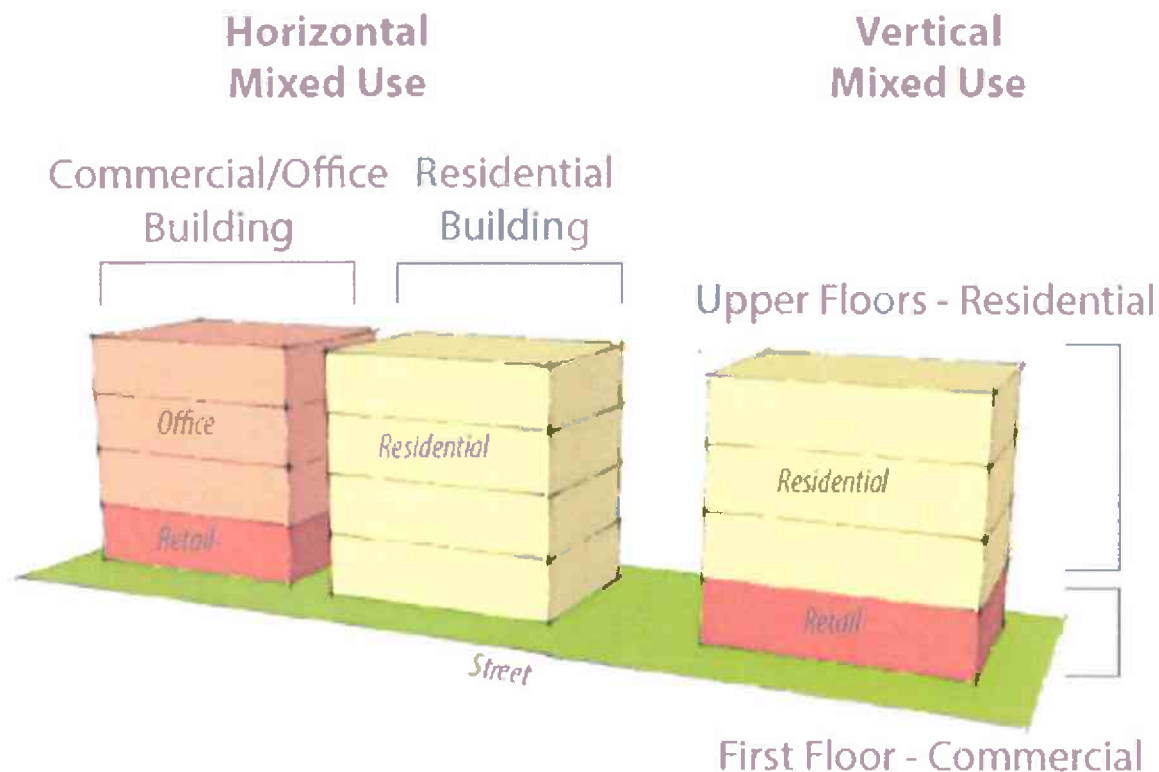 Horizontal
Mixed Use
Vertical
Mixed Use
Commercial/Office
Building
Residential
Building
Upper Floors - Residential
Office
Residential
Residential
Retail
Retail
Street
First Floor - Commercial